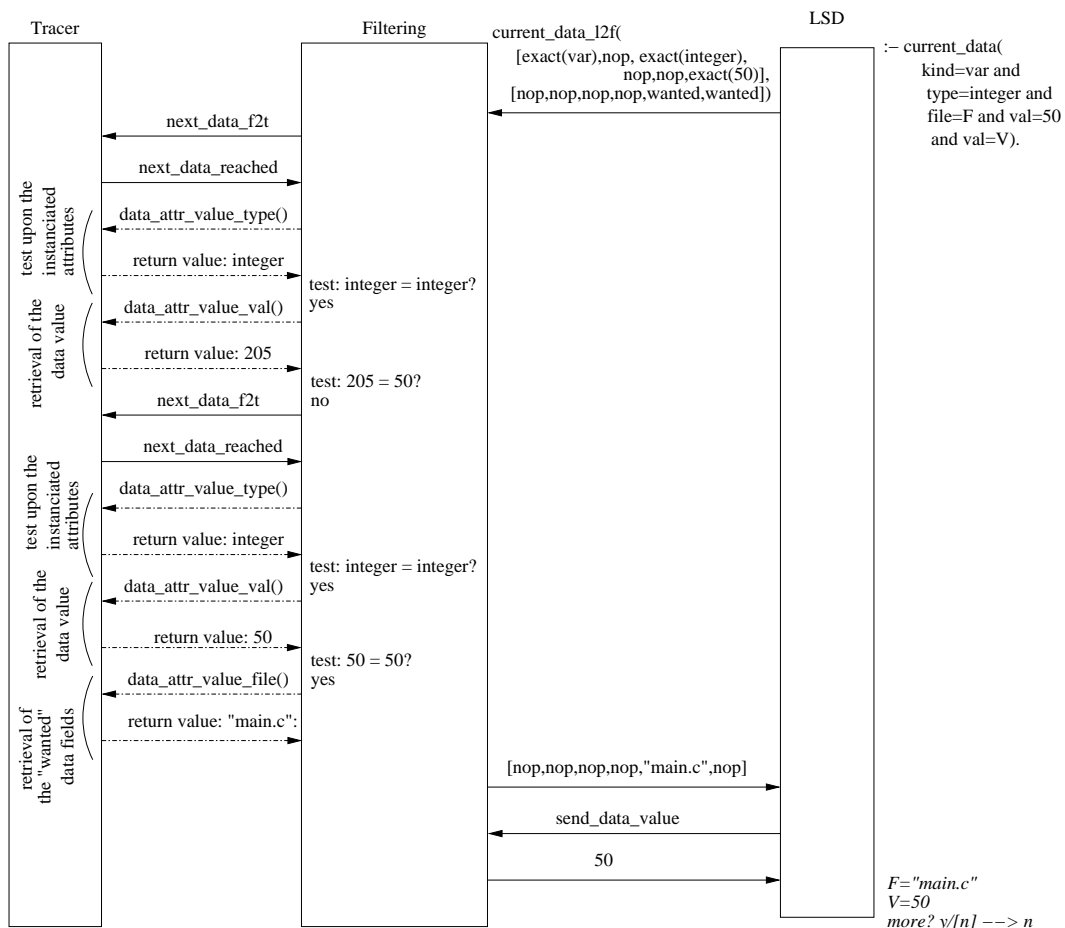 Tracer
Filtering
LSD
current_data_l2f(
[exact(var),nop, exact(integer),
nop,nop,exact(50)],
[nop,nop,nop,nop,wanted,wanted])
:– current_data(
kind=var and
type=integer and
file=F and val=50
and val=V).
next_data_f2t
next_data_reached
test upon the
instanciated
attributes
data_attr_value_type()
return value: integer
test: integer = integer?
yes
retrieval of the
data value
data_attr_value_val()
return value: 205
test: 205 = 50?
no
next_data_f2t
next_data_reached
test upon the
instanciated
attributes
data_attr_value_type()
return value: integer
test: integer = integer?
yes
retrieval of the
data value
data_attr_value_val()
return value: 50
test: 50 = 50?
yes
retrieval of
the "wanted"
data fields
data_attr_value_file()
return value: "main.c":
[nop,nop,nop,nop,"main.c",nop]
send_data_value
50
F="main.c"
V=50
more? y/[n] −−> n